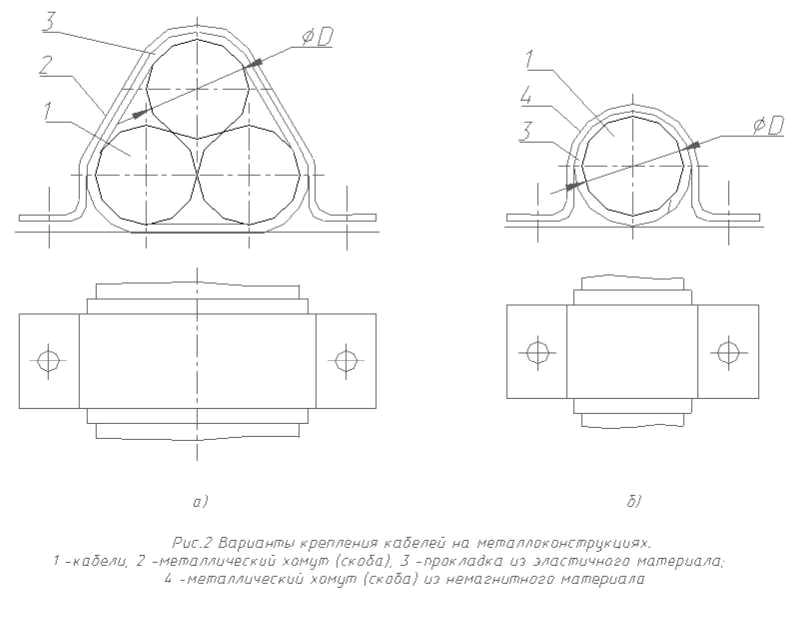 3
ϕD
2
1
1
4
3
ϕD
а)
б)
Рис.2 Варианты крепления кабелей на металлоконструкциях.
1 -кабели, 2 -металлический хомут (скоба), 3 -прокладка из эластичного материала;
4 -металлический хомут (скоба) из немагнитного материала